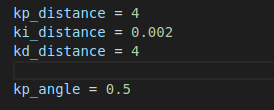 kp_distance = 4
ki_distance = 0.002
kd_distance = 4
kp_angle = 0.5